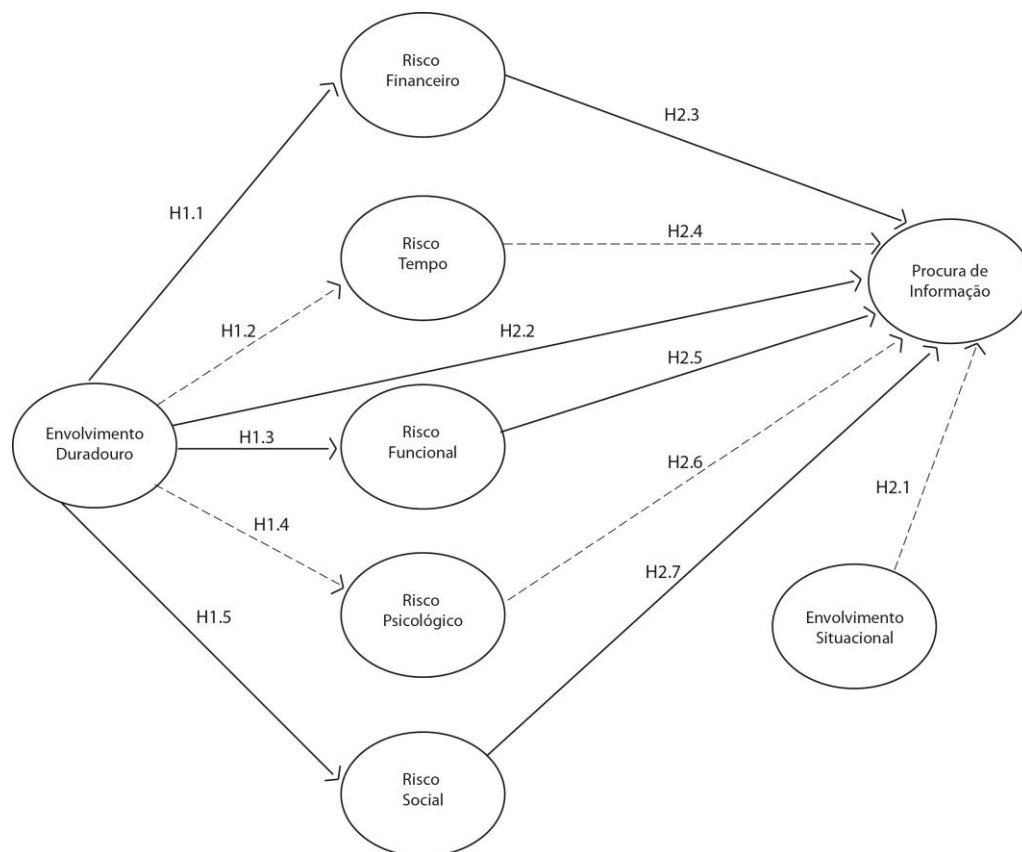 Risco
Financeiro
H2.3
H1.1
Risco
Tempo
H2.4
Procura de
Informação
H1.2
H2.2
H2.5
Envolvimento
Duradouro
H1.3
Risco
Funcional
H2.6
H2.1
H1.4
H2.7
Risco
Psicológico
H1.5
Envolvimento
Situacional
Risco
Social